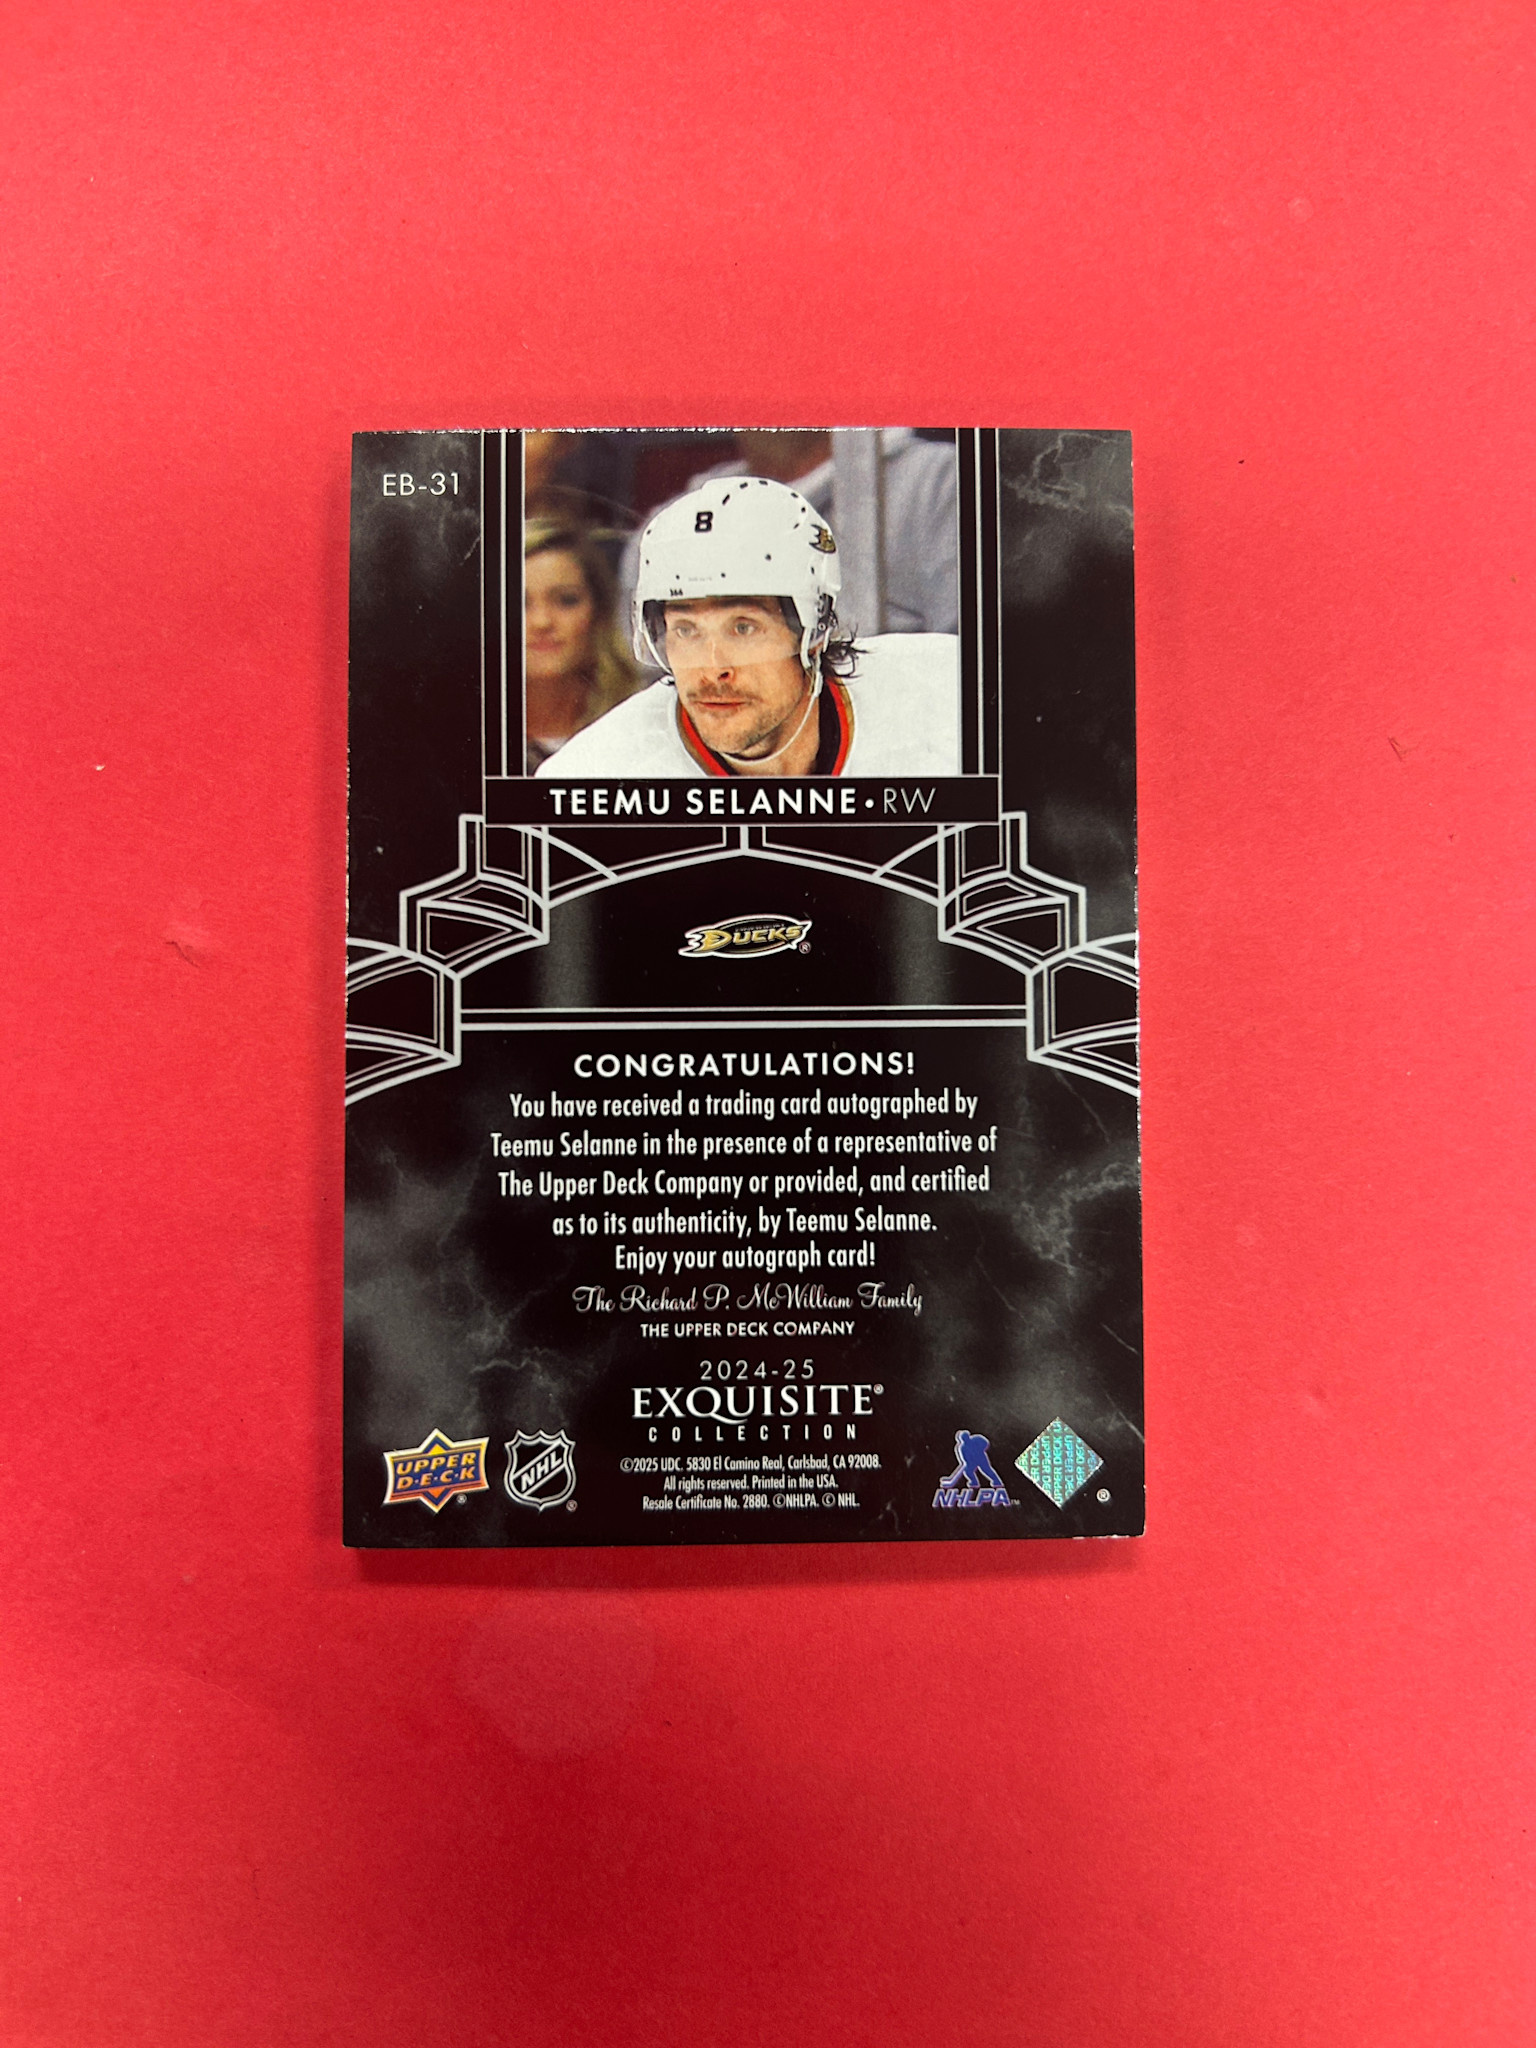 EB-31
8
366
TEEMU SELANNE • RW
DUCKS®
CONGRATULATIONS!
You have received a trading card autographed by
Teemu Selanne in the presence of a representative of
The Upper Deck Company or provided, and certified
as to its authenticity, by Teemu Selanne.
Enjoy your autograph card!
The Richard P. McWilliam Family
THE UPPER DECK COMPANY
2024-25
EXQUISITE®
COLLECTION
UPPER
D·E·C·K
®
NHL
®
©2025 UDC. 5830 El Camino Real, Carlsbad, CA 92008.
All rights reserved. Printed in the USA.
Resale Certificate No. 2880. ©NHLPA. © NHL.
NHLPA™
UPPER DECK
®